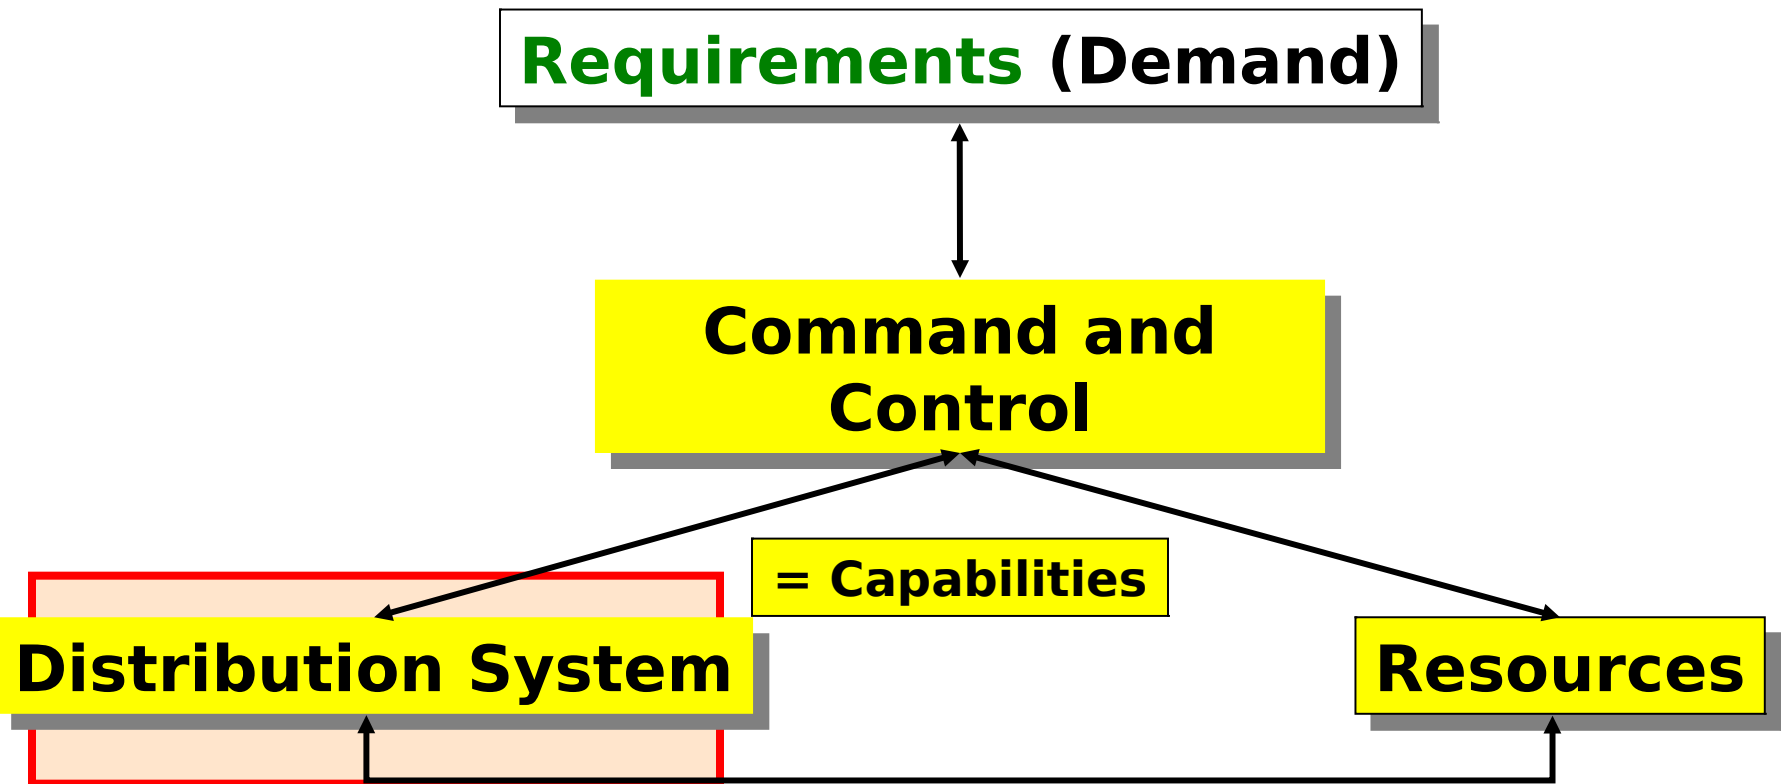 Requirements (Demand)
Command and
Control
= Capabilities
Distribution System
Resources